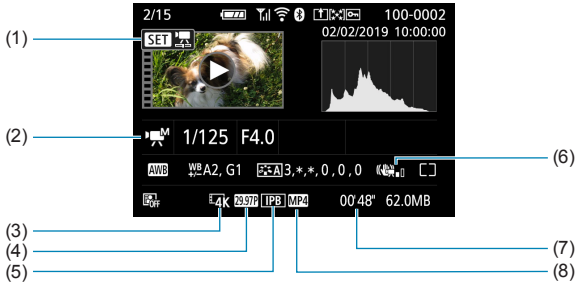 2/15 100-0002
(1) SET 02/02/2019 10:00:00
(2) M 1/125 F4.0
(6)
AWB WB +/- A2, G1 A 3,*,*,0,0,0
OFF 4K 29.97P IPB MP4 00'48" 62.0MB
(3)
(4) (7)
(5) (8)